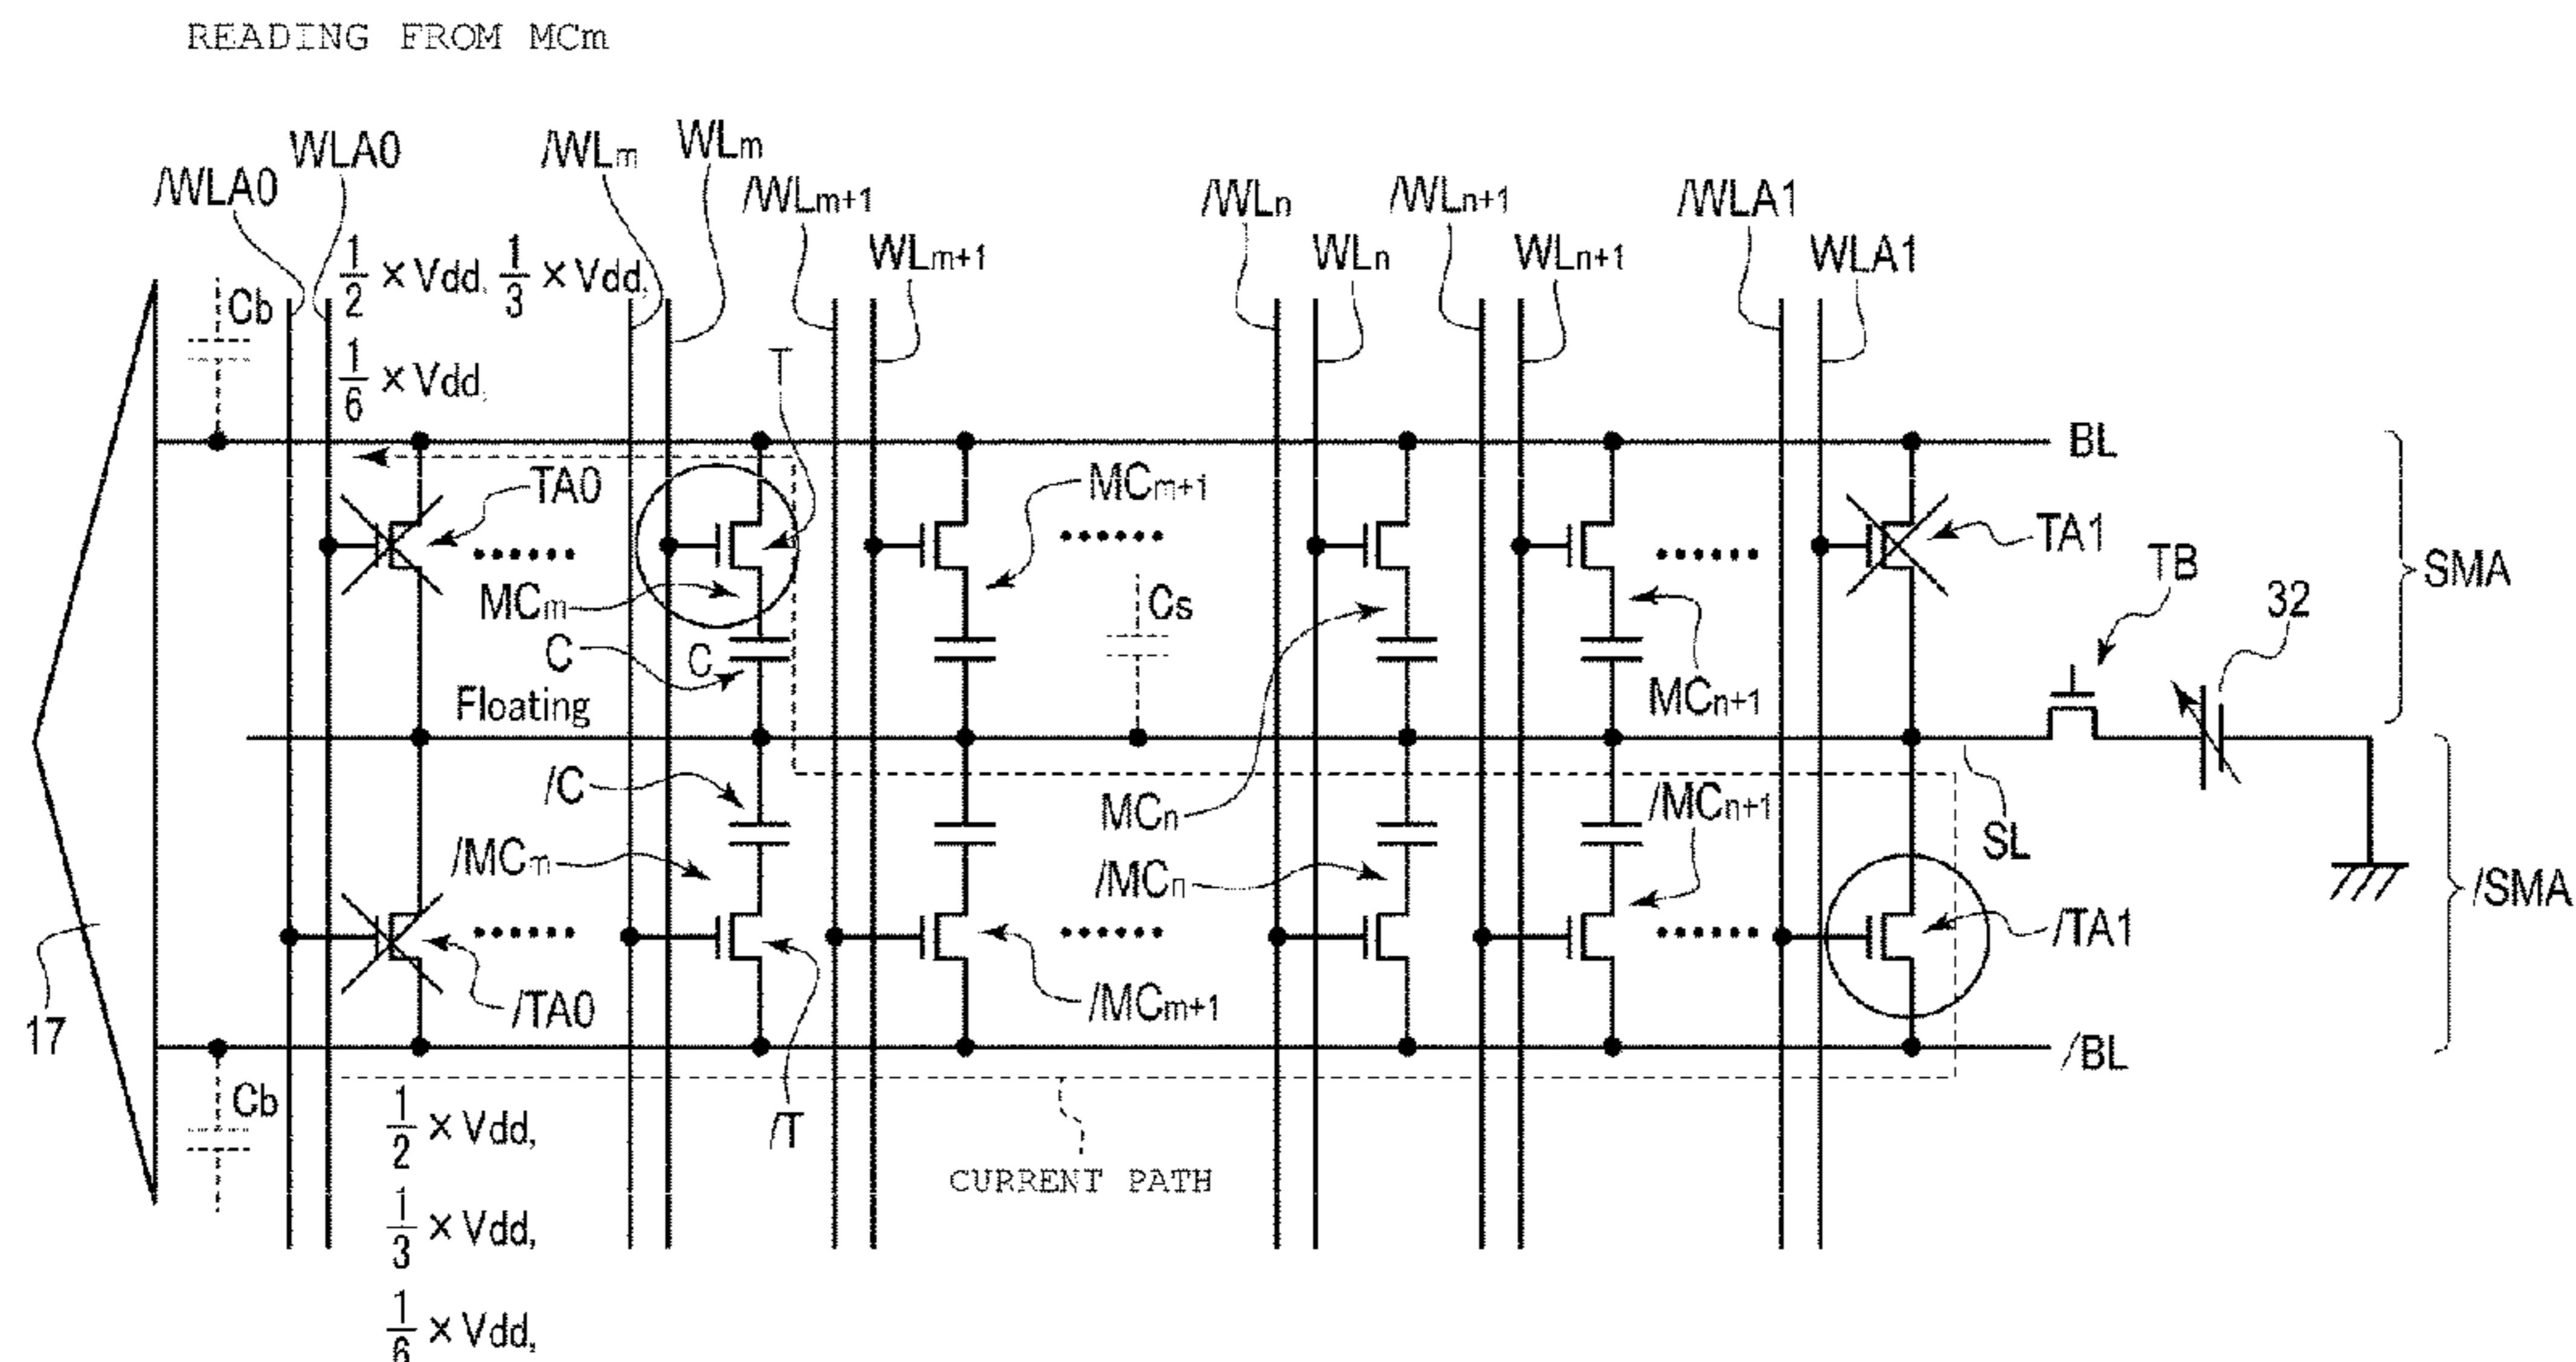 READING FROM MCm
/WLA0
WLA0
/WLm
WLm
/WLm+1
WLm+1
/WLn
WLn
/WLn+1
WLn+1
/WLA1
WLA1
1/2 × Vdd, 1/3 × Vdd,
1/6 × Vdd,
Cb
T
BL
TA0
MCm+1
TA1
TB
SMA
MCm
Cs
32
C
C
MCn+1
Floating
/C
MCn
/MCn+1
SL
/MCm
/MCn
/SMA
/TA1
/TA0
/MCm+1
17
/BL
Cb
1/2 × Vdd,
/T
CURRENT PATH
1/3 × Vdd,
1/6 × Vdd,